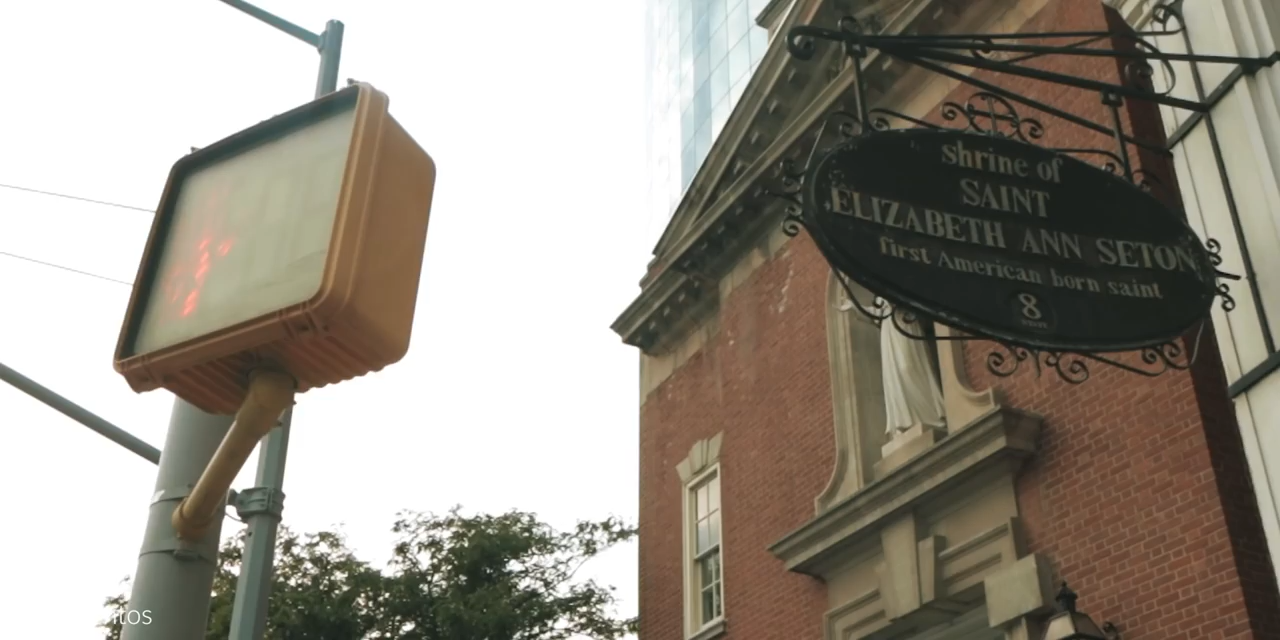 shrine of
SAINT
ELIZABETH ANN SETON
first American born saint
8
itos